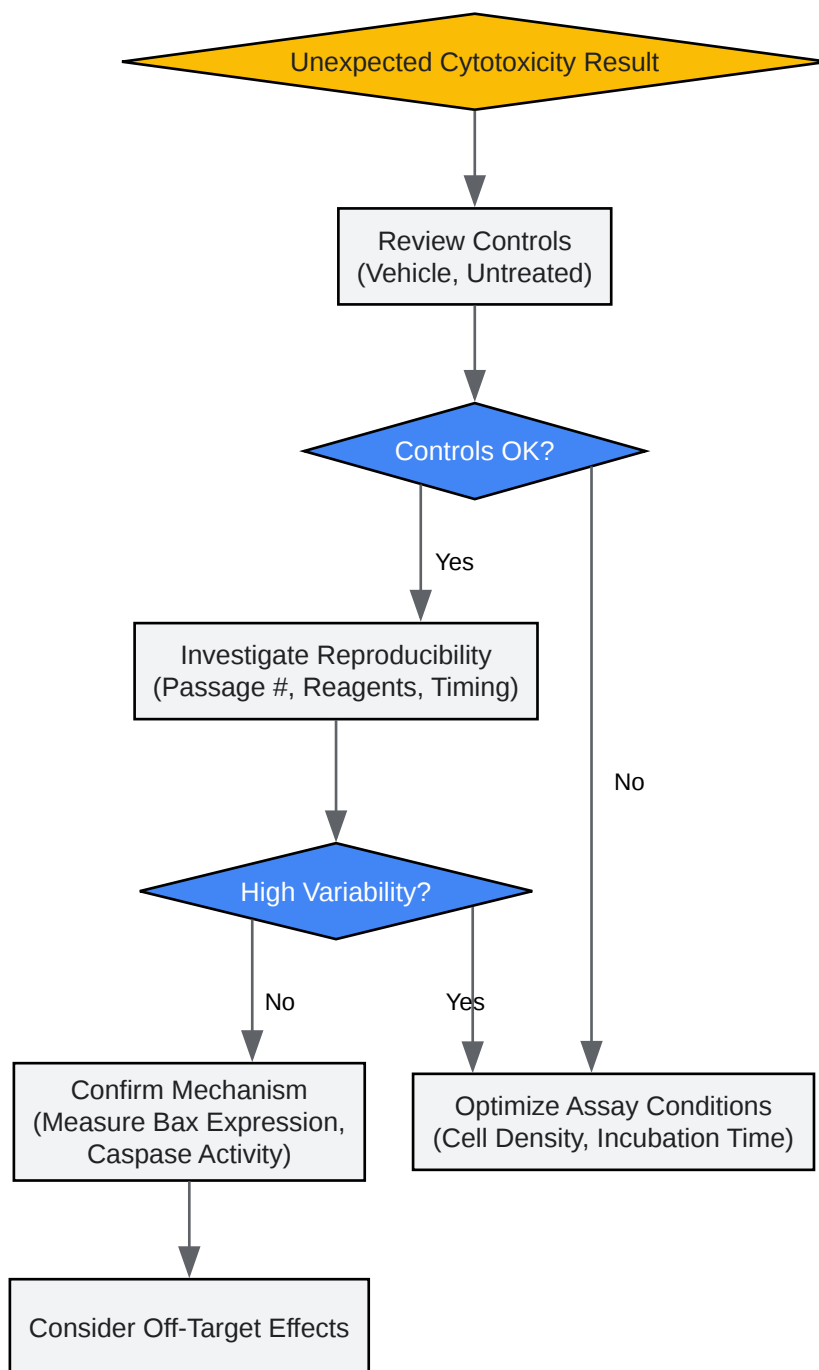 Unexpected Cytotoxicity Result
Review Controls
(Vehicle, Untreated)
Controls OK?
Yes
Investigate Reproducibility
(Passage #, Reagents, Timing)
No
High Variability?
No
Yes
Confirm Mechanism
(Measure Bax Expression,
Caspase Activity)
Optimize Assay Conditions
(Cell Density, Incubation Time)
Consider Off-Target Effects